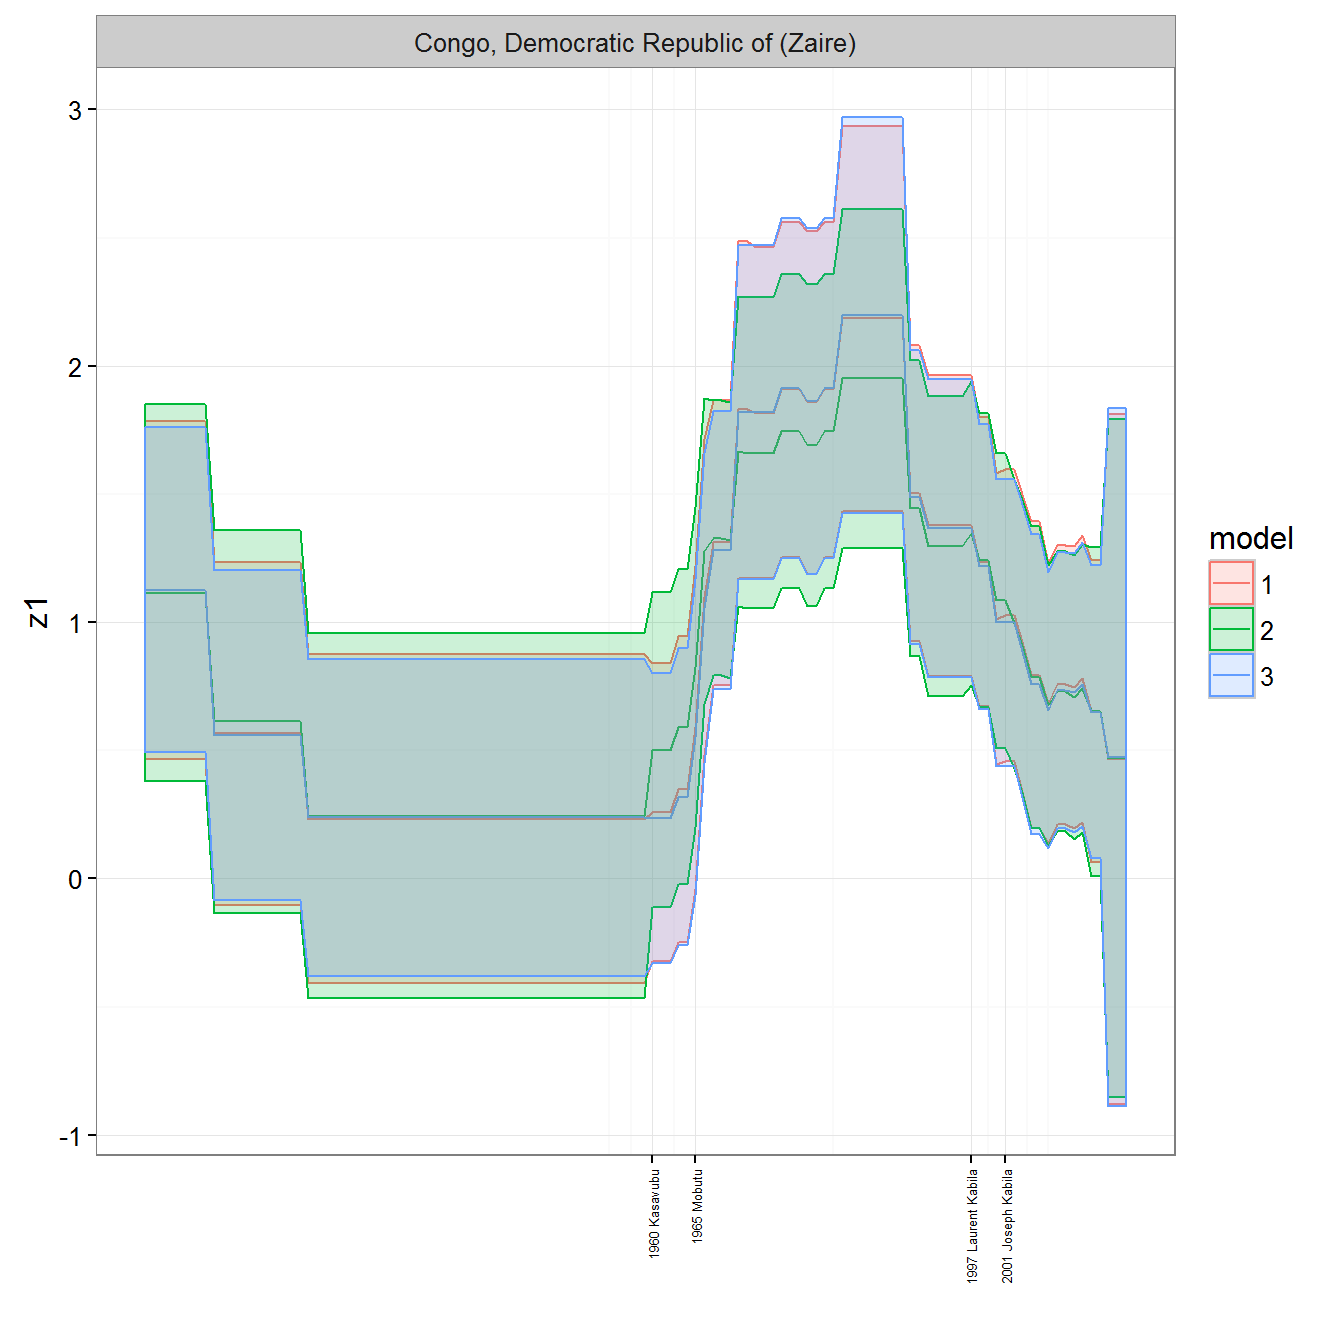 Congo, Democratic Republic of (Zaire)
3
2
1
0
-1
z1
model
1
2
3
1960 Kasavubu
1965 Mobutu
1997 Laurent Kabila
2001 Joseph Kabila